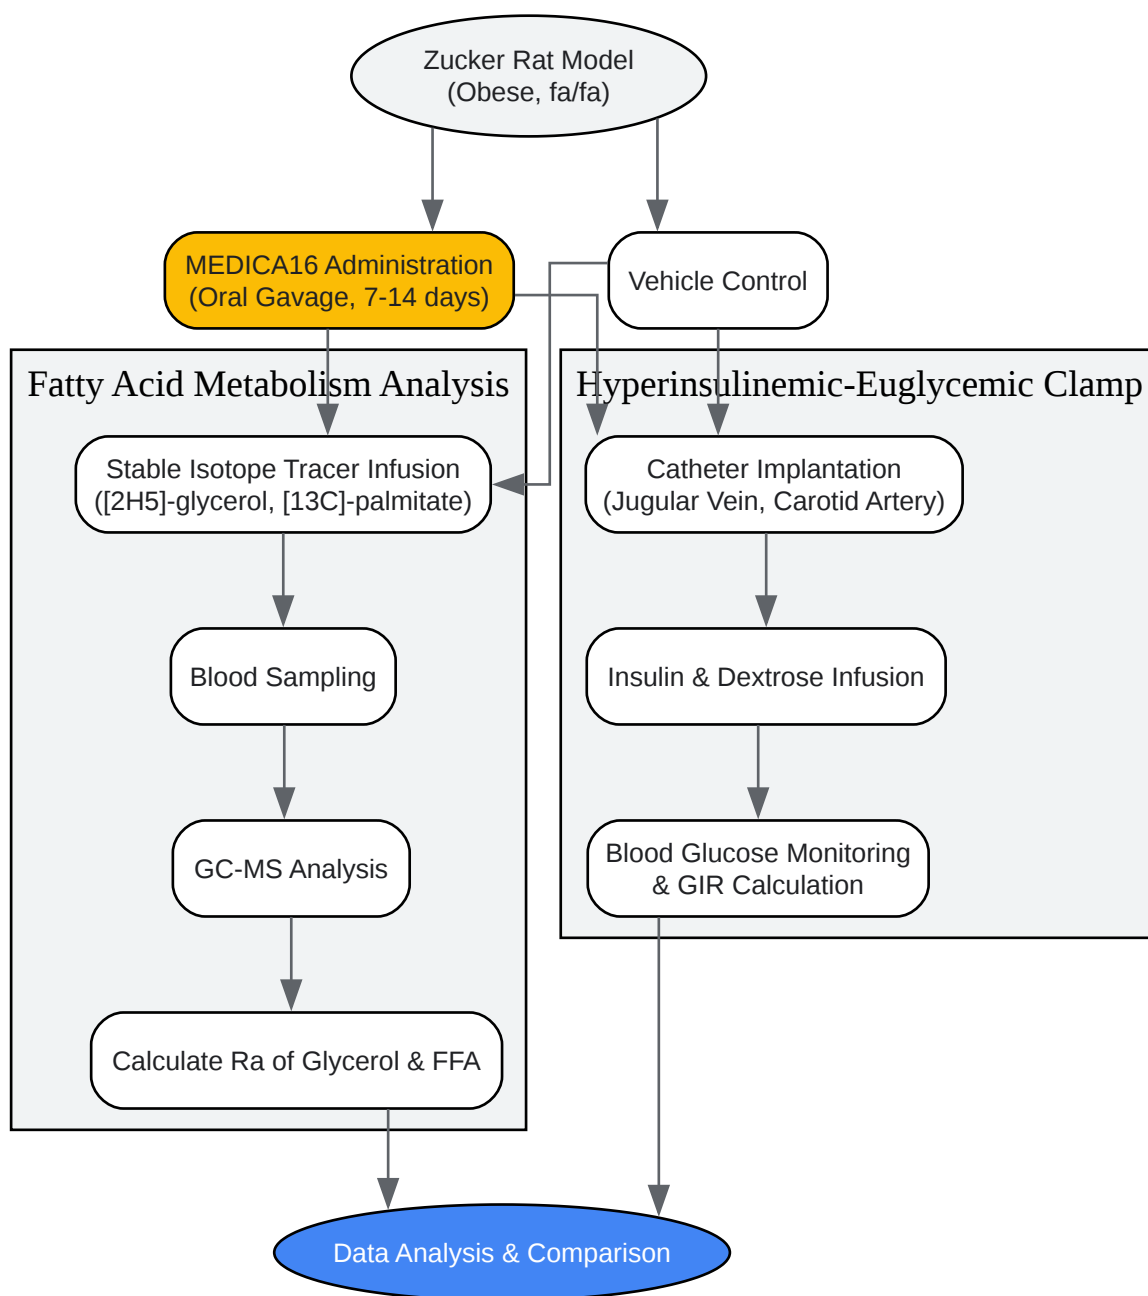 Zucker Rat Model
(Obese, fa/fa)
MEDICA16 Administration
(Oral Gavage, 7-14 days)
Vehicle Control
Fatty Acid Metabolism Analysis
Stable Isotope Tracer Infusion
([2H5]-glycerol, [13C]-palmitate)
Blood Sampling
GC-MS Analysis
Calculate Ra of Glycerol & FFA
Hyperinsulinemic-Euglycemic Clamp
Catheter Implantation
(Jugular Vein, Carotid Artery)
Insulin & Dextrose Infusion
Blood Glucose Monitoring
& GIR Calculation
Data Analysis & Comparison